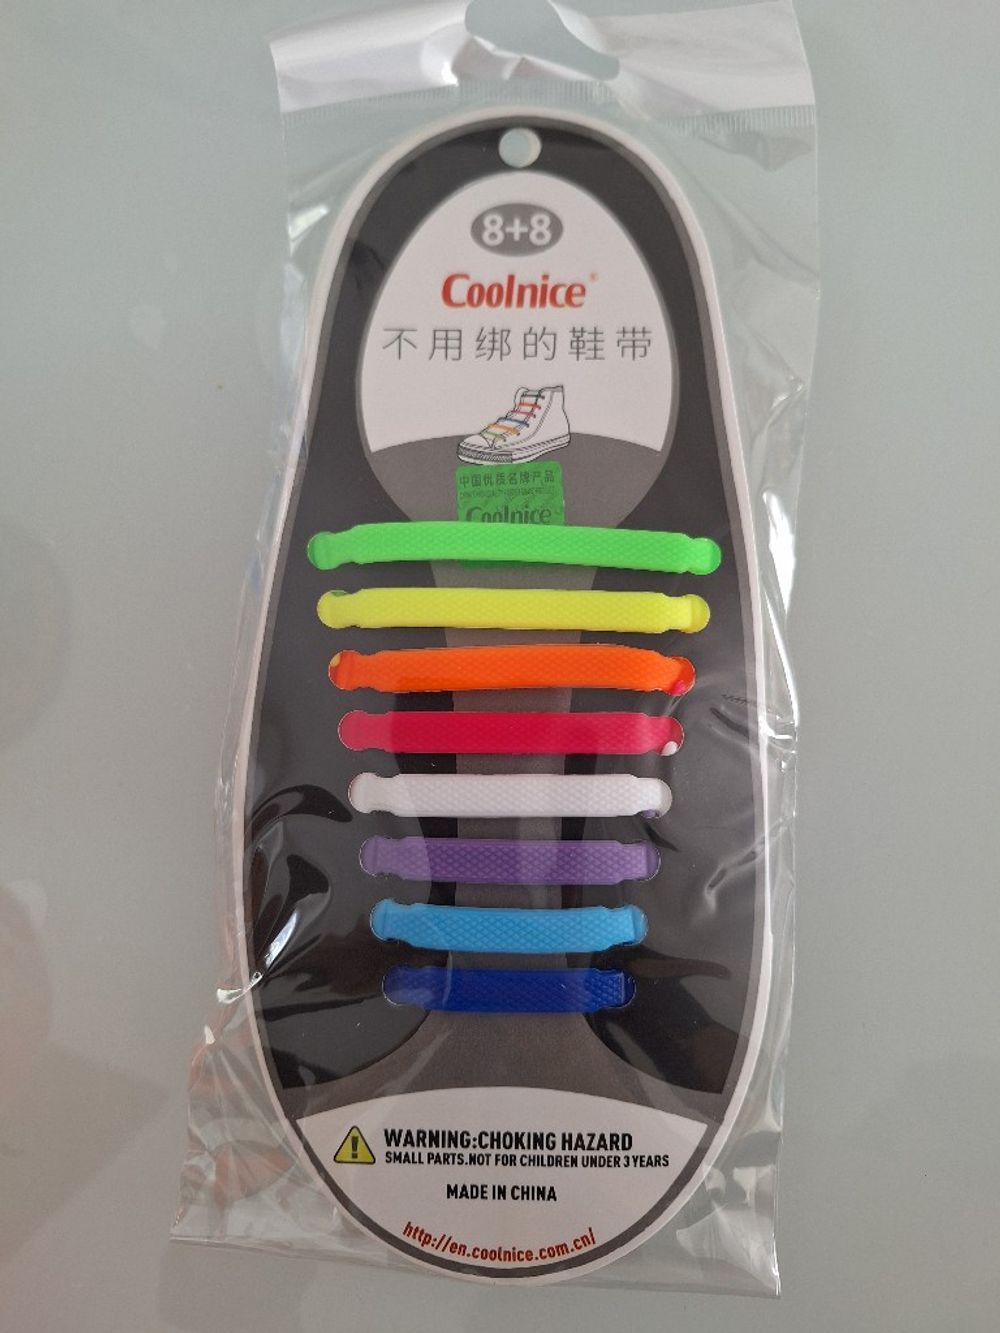 8+8
Coolnice®
不用绑的鞋带
中国优质名牌产品
Coolnice
WARNING:CHOKING HAZARD
SMALL PARTS.NOT FOR CHILDREN UNDER 3 YEARS
MADE IN CHINA
http://en.coolnice.com.cn/